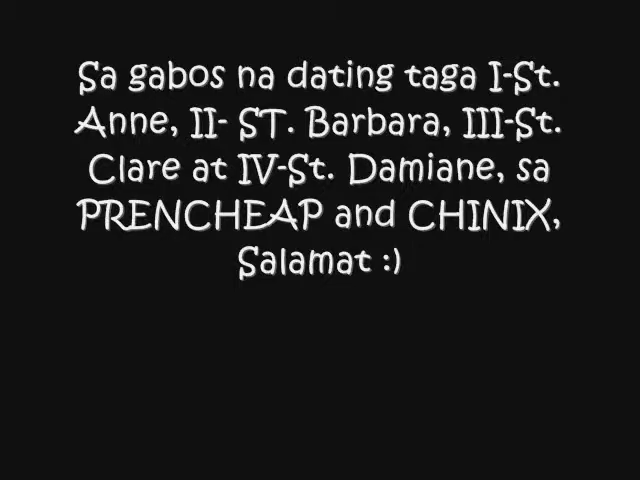 Sa gabos na dating taga I-St.
Anne, II- ST. Barbara, III-St.
Clare at IV-St. Damiane, sa
PRENCHEAP and CHINIX,
Salamat :)